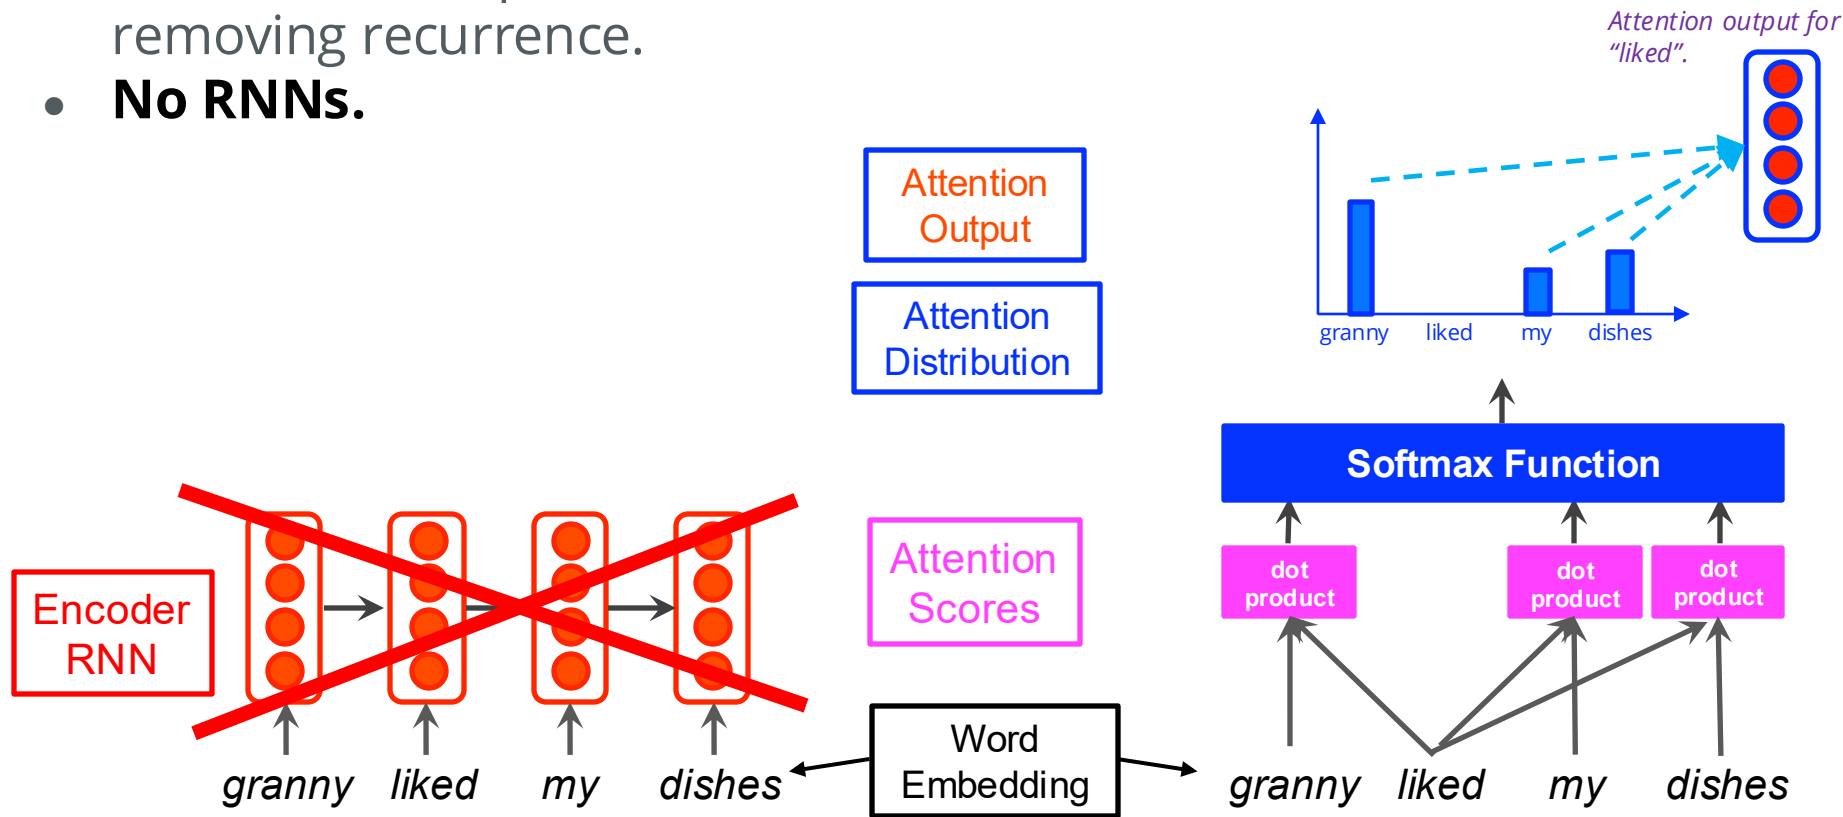 removing recurrence.
● No RNNs.
Attention output for
“liked”.
Attention
Output
Attention
Distribution
granny liked my dishes
Softmax Function
Encoder
RNN
Attention
Scores
dot
product
dot
product
dot
product
Word
Embedding
granny liked my dishes
granny liked my dishes